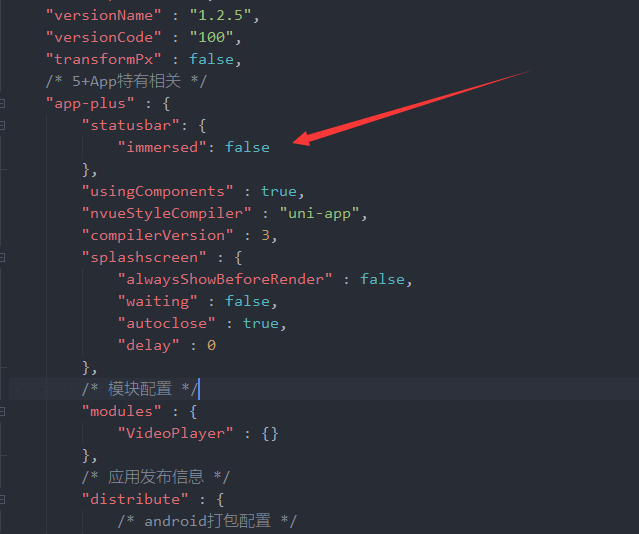 "versionName" : "1.2.5",
"versionCode" : "100",
"transformPx" : false,
/* 5+App特有相关 */
"app-plus" : {
"statusbar": {
"immersed": false
},
"usingComponents" : true,
"nvueStyleCompiler" : "uni-app",
"compilerVersion" : 3,
"splashscreen" : {
"alwaysShowBeforeRender" : false,
"waiting" : false,
"autoclose" : true,
"delay" : 0
},
/* 模块配置 */
"modules" : {
"VideoPlayer" : {}
},
/* 应用发布信息 */
"distribute" : {
/* android打包配置 */